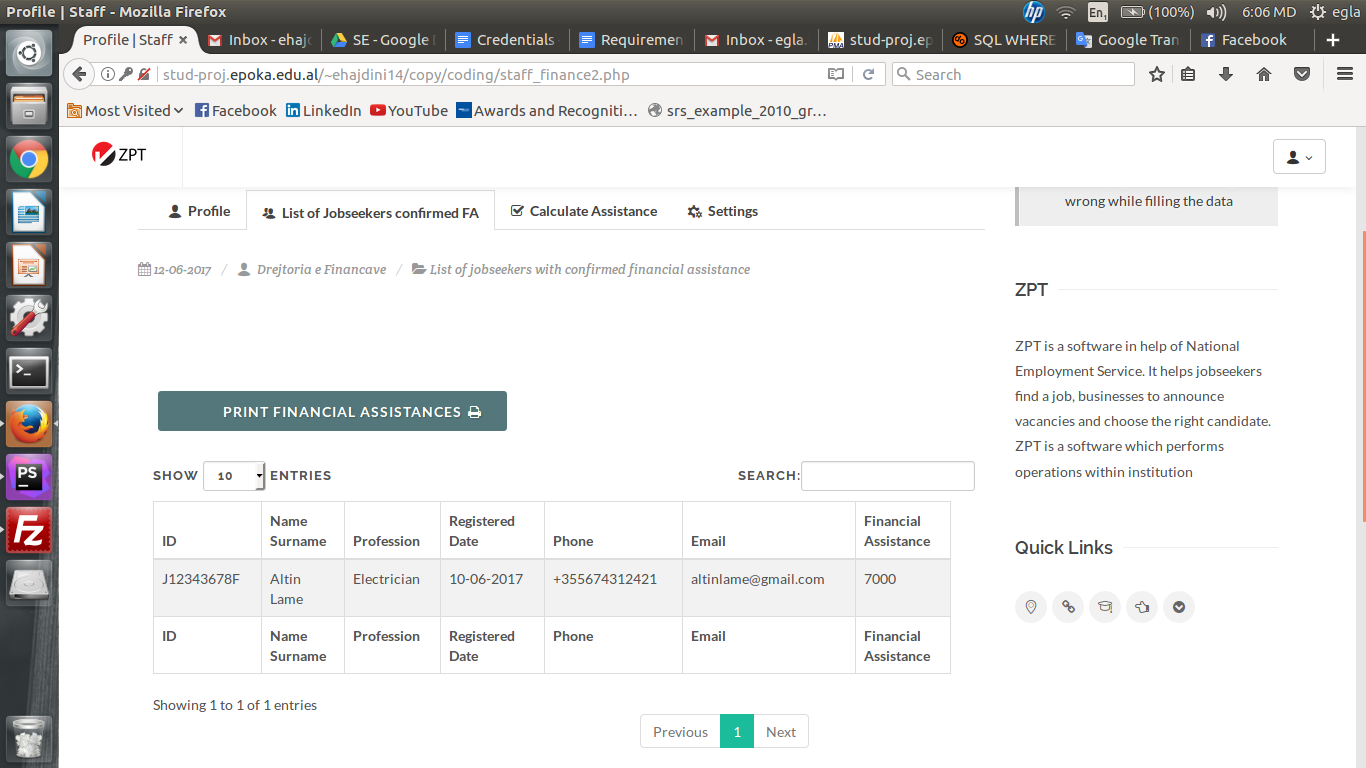 Profile | Staff - Mozilla Firefox
hp En1 (100%) 6:06 MD egla
Profile | Staff × Inbox - ehajd SE - Google D Credentials Requiremen Inbox - egla. stud-proj.ep SQL WHERE Google Tran Facebook +
stud-proj.epoka.edu.al/~ehajdini14/copy/coding/staff_finance2.php Search
Most Visited Facebook LinkedIn YouTube Awards and Recogniti... srs_example_2010_gr...
ZPT
Profile List of Jobseekers confirmed FA Calculate Assistance Settings
wrong while filling the data
12-06-2017 / Drejtoria e Financave / List of jobseekers with confirmed financial assistance
ZPT
ZPT is a software in help of National
Employment Service. It helps jobseekers
find a job, businesses to announce
vacancies and choose the right candidate.
ZPT is a software which performs
operations within institution
PRINT FINANCIAL ASSISTANCES
SHOW 10 ENTRIES SEARCH:
ID Name Surname Profession Registered Date Phone Email Financial Assistance
J12343678F Altin Lame Electrician 10-06-2017 +355674312421 altinlame@gmail.com 7000
ID Name Surname Profession Registered Date Phone Email Financial Assistance
Quick Links
Showing 1 to 1 of 1 entries
Previous 1 Next
PS
Fz